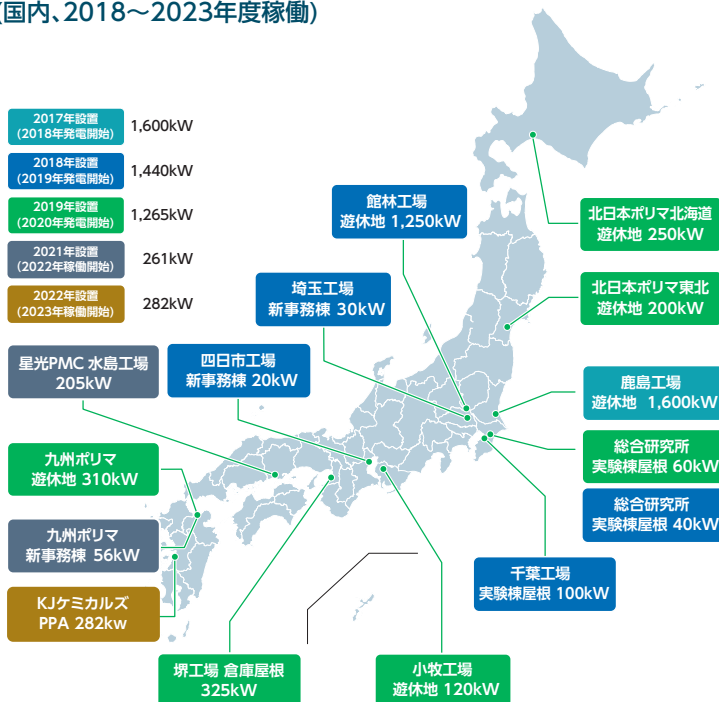 (国内、2018～2023年度稼働)
2017年設置
(2018年発電開始)
1,600kW
2018年設置
(2019年発電開始)
1,440kW
2019年設置
(2020年発電開始)
1,265kW
2021年設置
(2022年稼働開始)
261kW
2022年設置
(2023年稼働開始)
282kW
館林工場
遊休地 1,250kW
北日本ポリマ北海道
遊休地 250kW
埼玉工場
新事務棟 30kW
北日本ポリマ東北
遊休地 200kW
星光PMC 水島工場
205kW
四日市工場
新事務棟 20kW
鹿島工場
遊休地 1,600kW
九州ポリマ
遊休地 310kW
総合研究所
実験棟屋根 60kW
総合研究所
実験棟屋根 40kW
九州ポリマ
新事務棟 56kW
千葉工場
実験棟屋根 100kW
KJケミカルズ
PPA 282kw
堺工場 倉庫屋根
325kW
小牧工場
遊休地 120kW